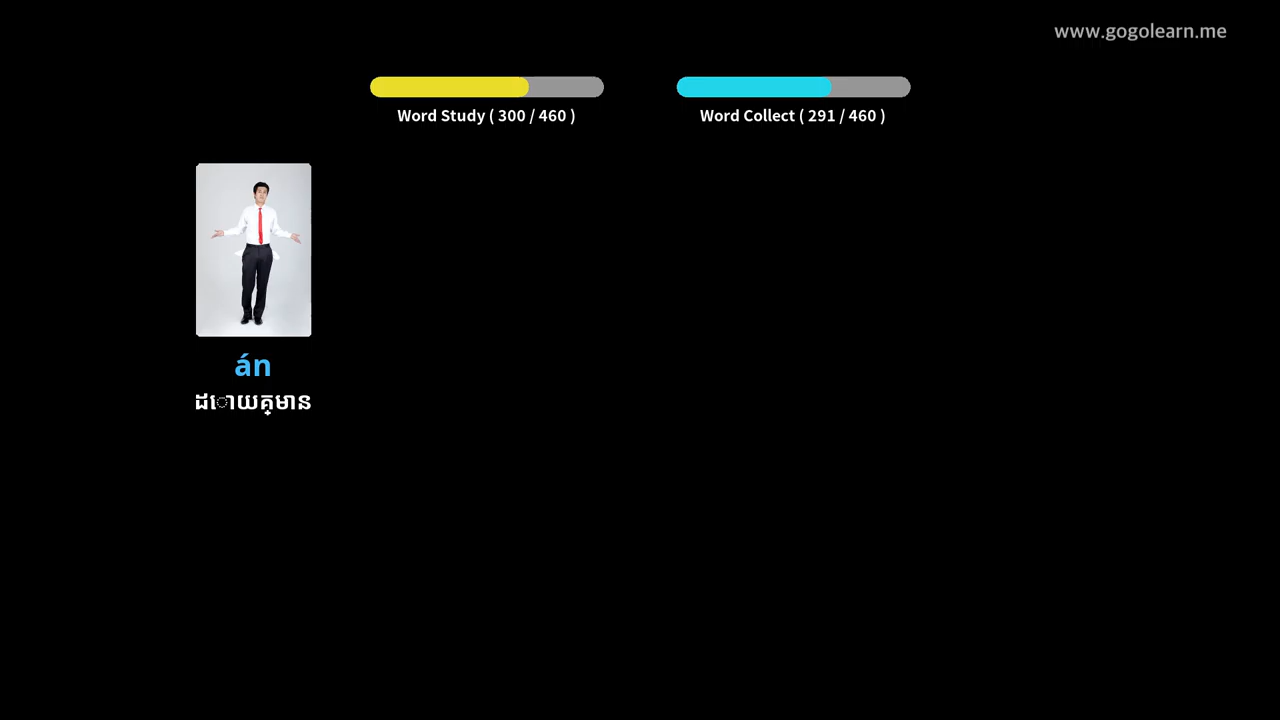 www.gogolearn.me
Word Study ( 300 / 460 )
Word Collect ( 291 / 460 )
án
ដោយគ្មាន